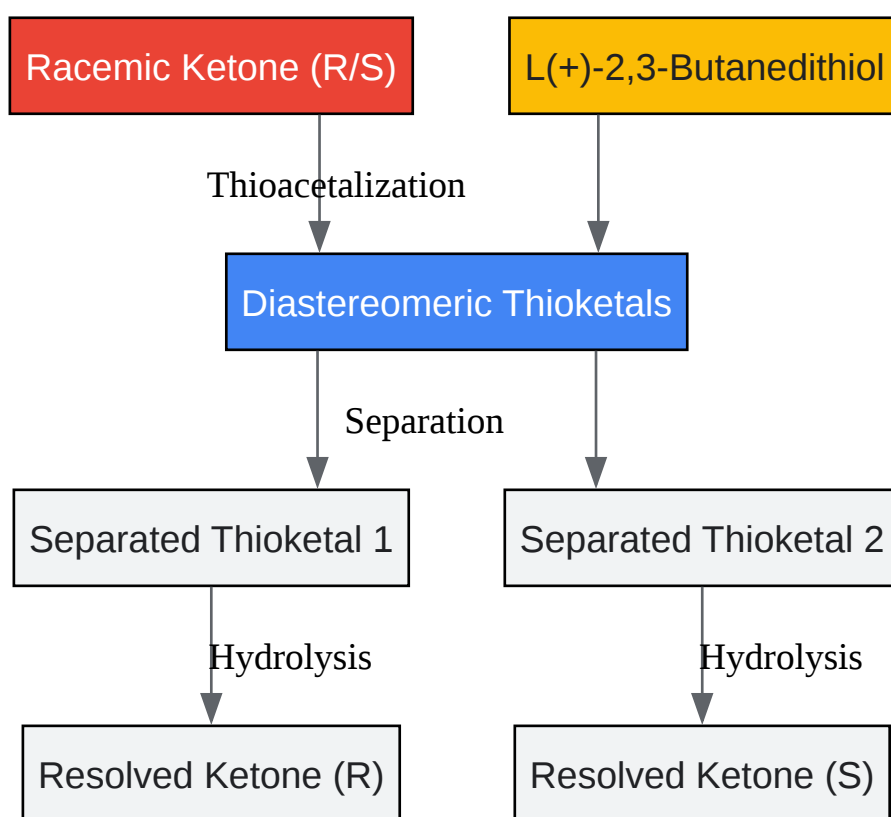 Racemic Ketone (R/S)
L(+)-2,3-Butanedithiol
Thioacetalization
Diastereomeric Thioketals
Separation
Separated Thioketal 1
Separated Thioketal 2
Hydrolysis
Hydrolysis
Resolved Ketone (R)
Resolved Ketone (S)